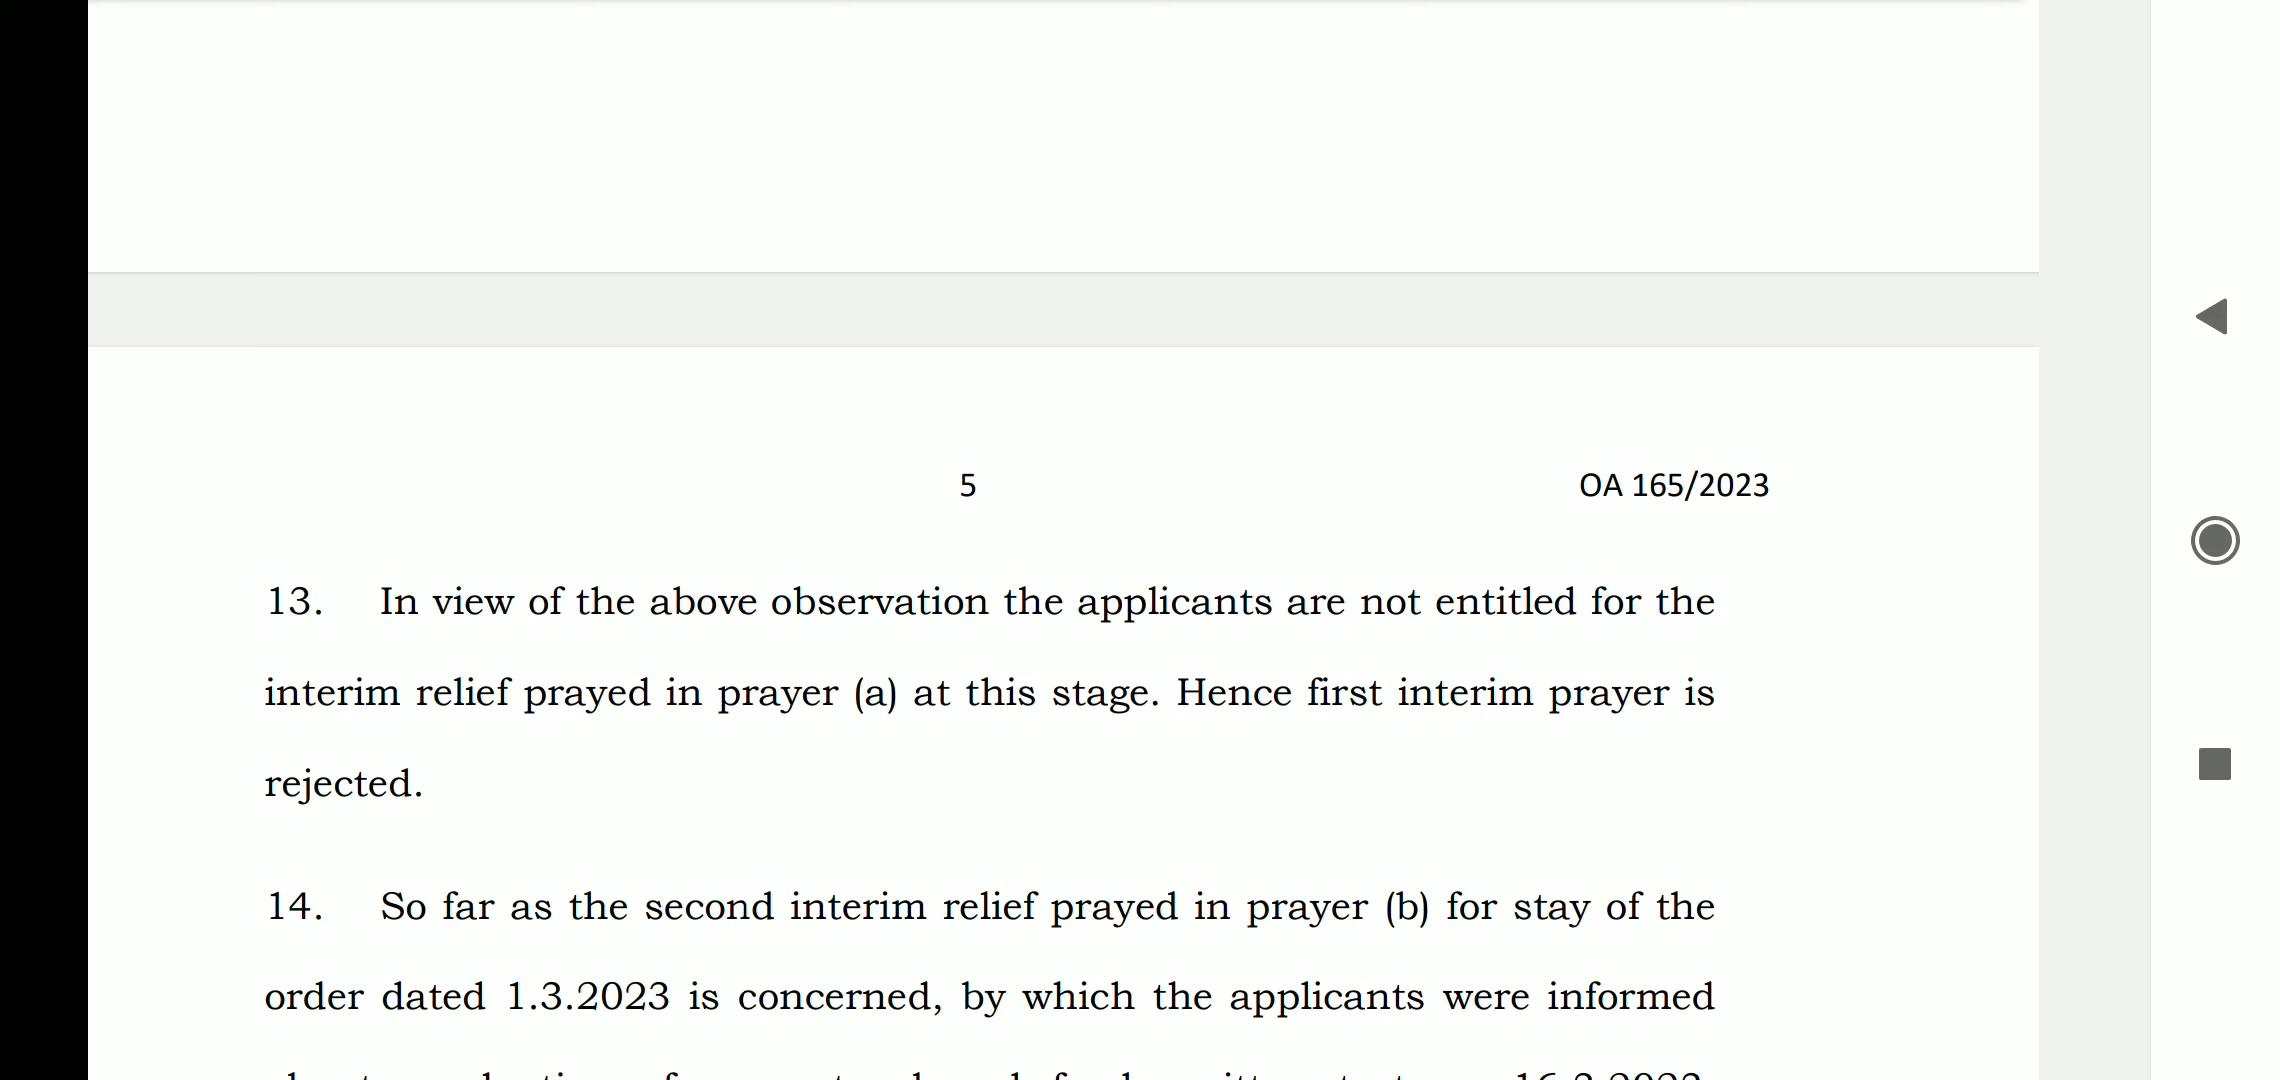 5 OA 165/2023
13. In view of the above observation the applicants are not entitled for the
interim relief prayed in prayer (a) at this stage. Hence first interim prayer is
rejected.
14. So far as the second interim relief prayed in prayer (b) for stay of the
order dated 1.3.2023 is concerned, by which the applicants were informed